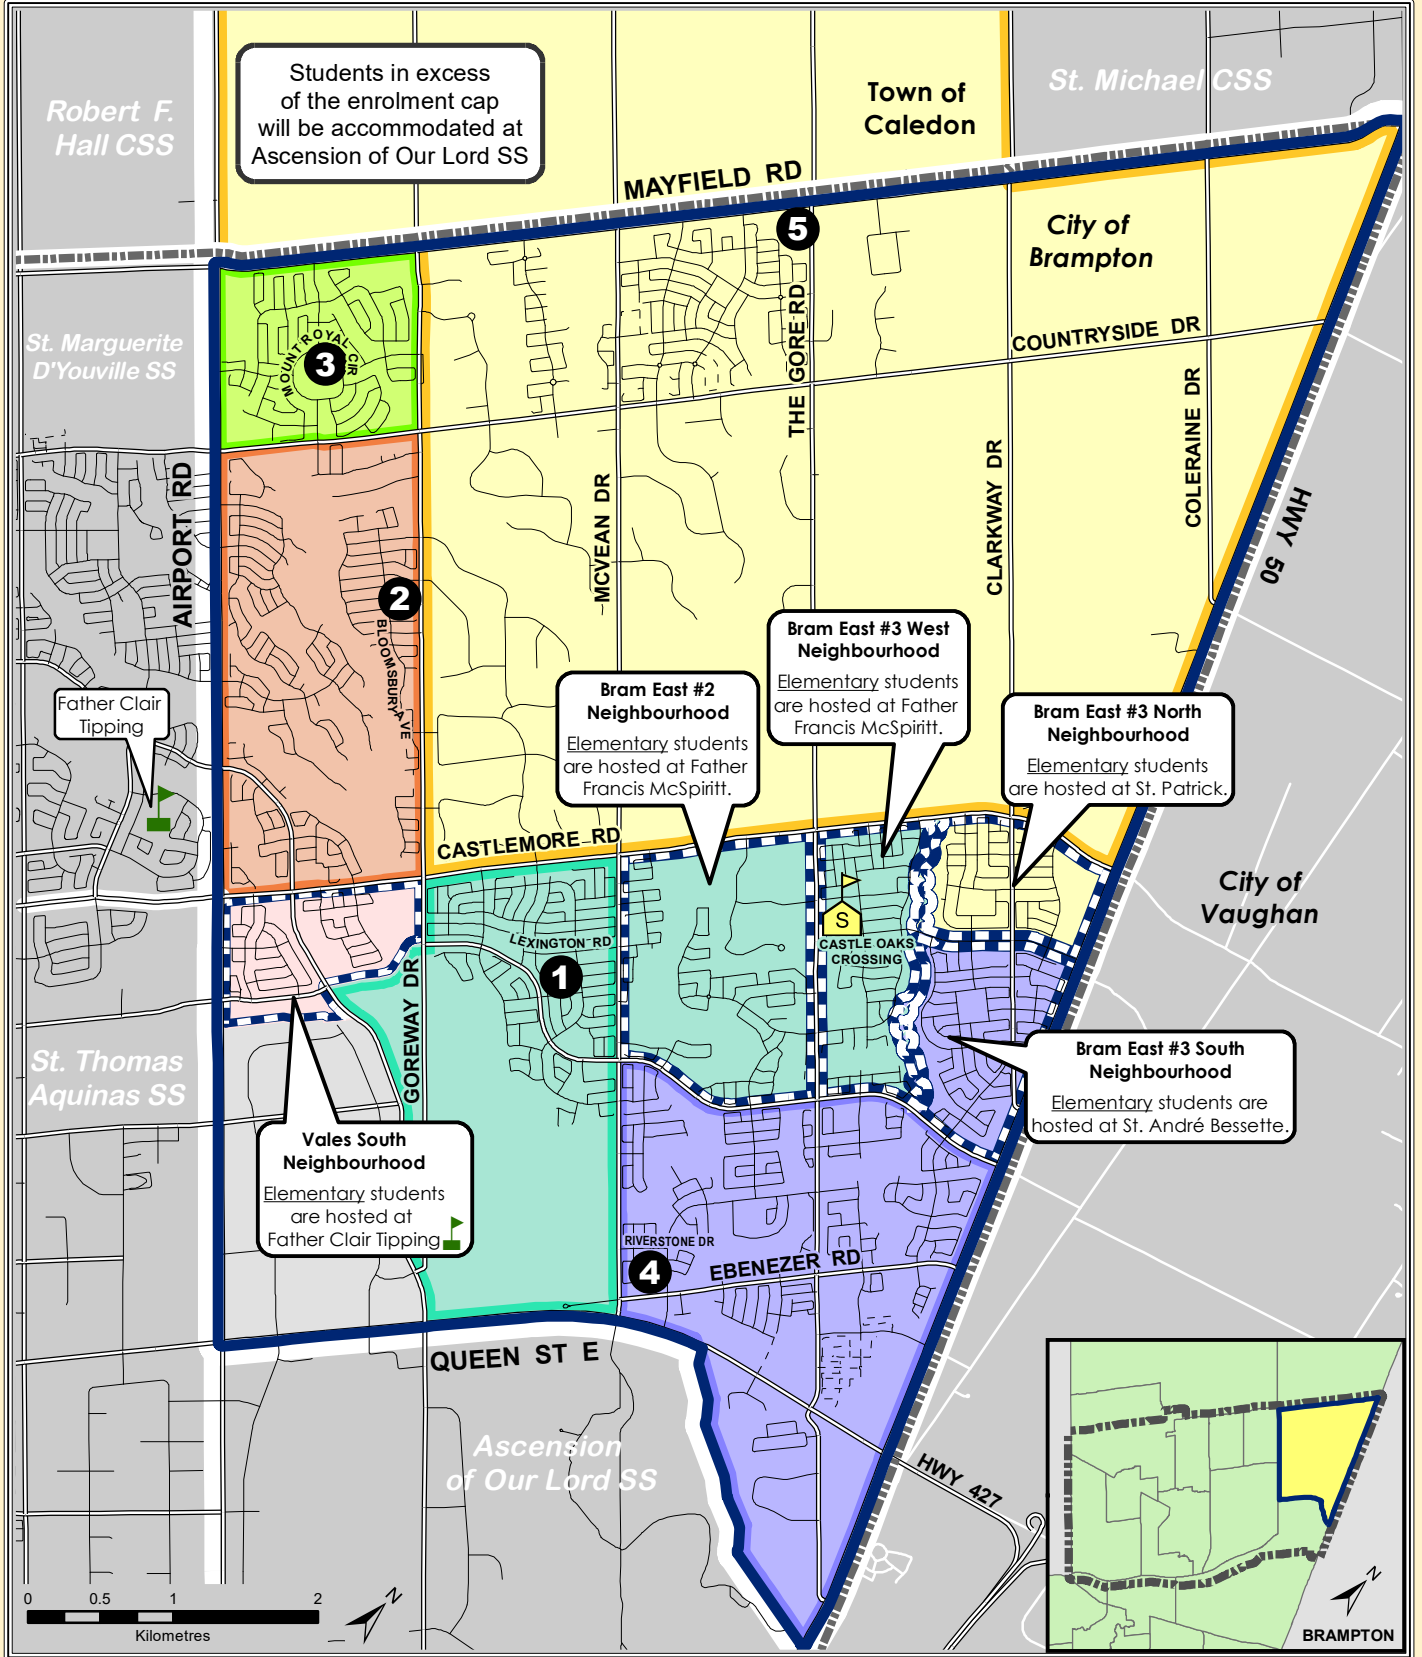 Students in excess
of the enrolment cap
will be accommodated at
Ascension of Our Lord SS
Robert F.
Hall CSS
Town of
Caledon
St. Michael CSS
MAYFIELD RD
5
City of
Brampton
St. Marguerite
D'Youville SS
MOUNTROYAL CIR
3
THE GORE RD
COUNTRYSIDE DR
COLERAINE DR
CLARKWAY DR
MCVEAN DR
AIRPORT RD
HWY 50
2
BLOOMSBURY AVE
Father Clair
Tipping
Bram East #2
Neighbourhood
Elementary students
are hosted at Father
Francis McSpiritt.
Bram East #3 West
Neighbourhood
Elementary students
are hosted at Father
Francis McSpiritt.
Bram East #3 North
Neighbourhood
Elementary students
are hosted at St. Patrick.
CASTLEMORE RD
City of
Vaughan
S
CASTLE OAKS
CROSSING
LEXINGTON RD
1
GOREWAY DR
St. Thomas
Aquinas SS
Bram East #3 South
Neighbourhood
Elementary students are
hosted at St. André Bessette.
Vales South
Neighbourhood
Elementary students
are hosted at
Father Clair Tipping
RIVERSTONE DR
4
EBENEZER RD
QUEEN ST E
Ascension
of Our Lord SS
HWY 427
0 0.5 1 2
Kilometres
N
N
BRAMPTON